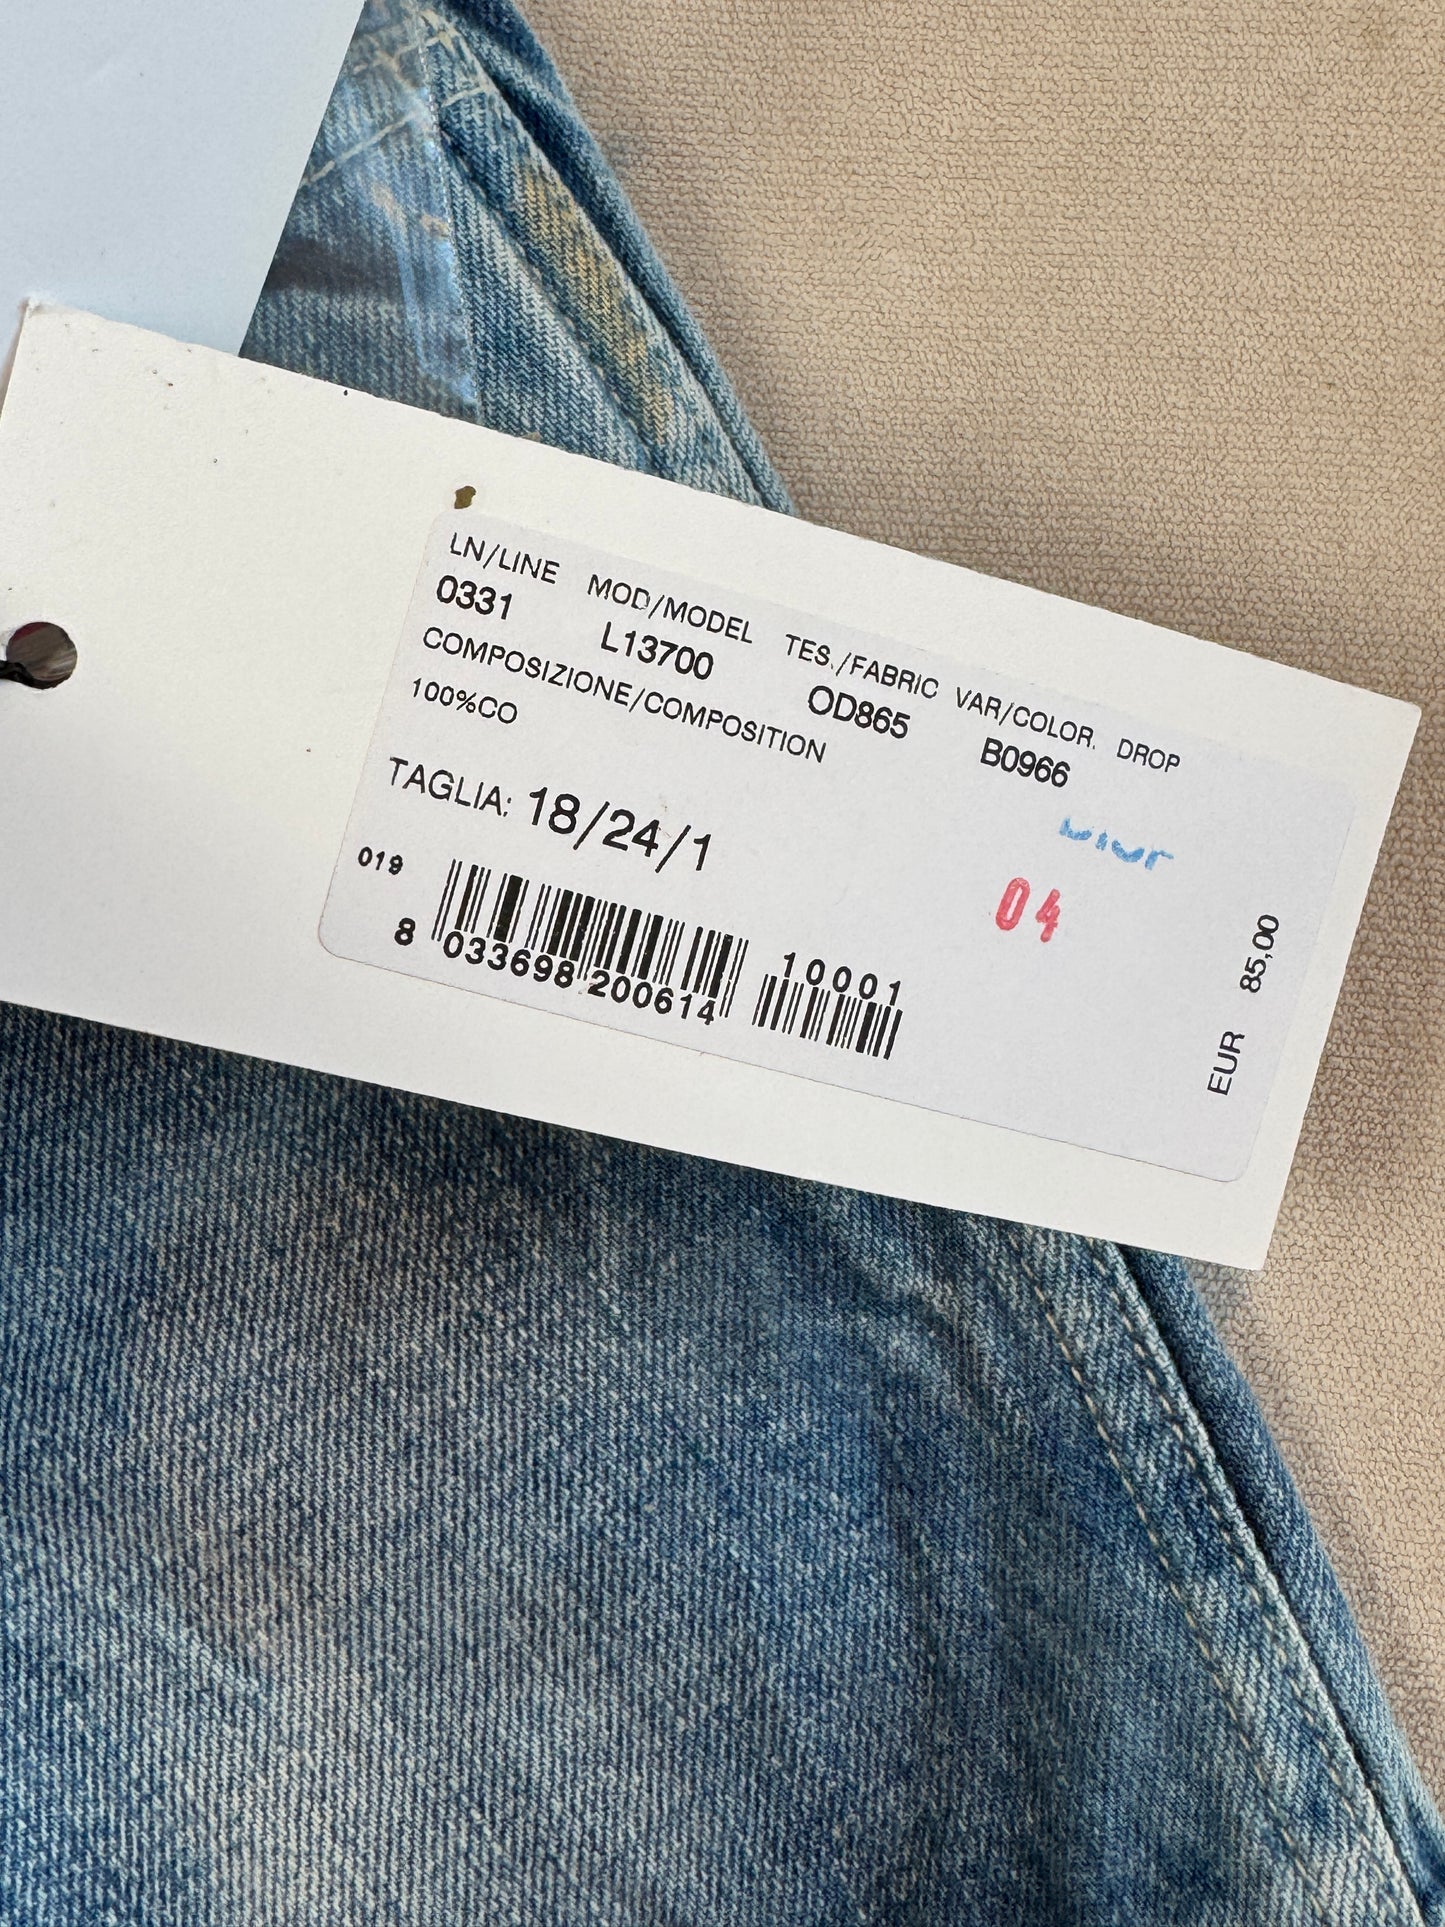 LN/LINE MOD/MODEL TES./FABRIC VAR/COLOR. DROP
0331 L13700 OD865 B0966
COMPOSIZIONE/COMPOSITION
100%CO
TAGLIA: 18/24/1
04
019
10001
8 033698 200614
EUR 85,00